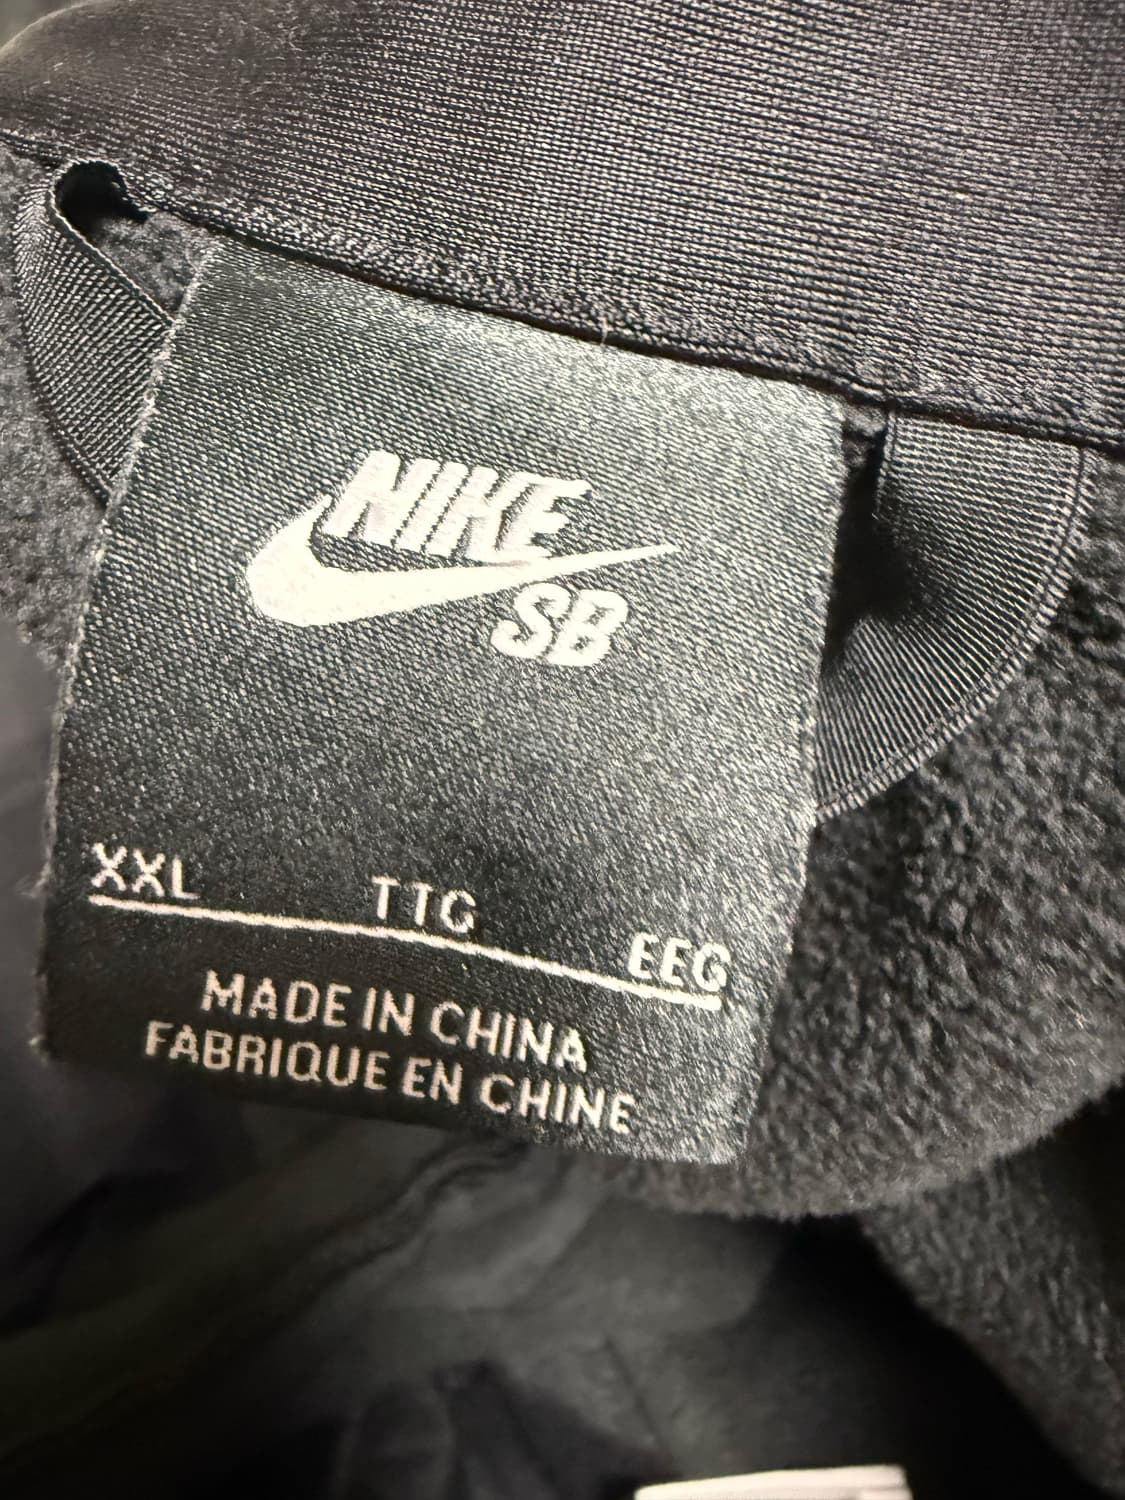 NIKE
SB
XXL TTG EEG
MADE IN CHINA
FABRIQUE EN CHINE